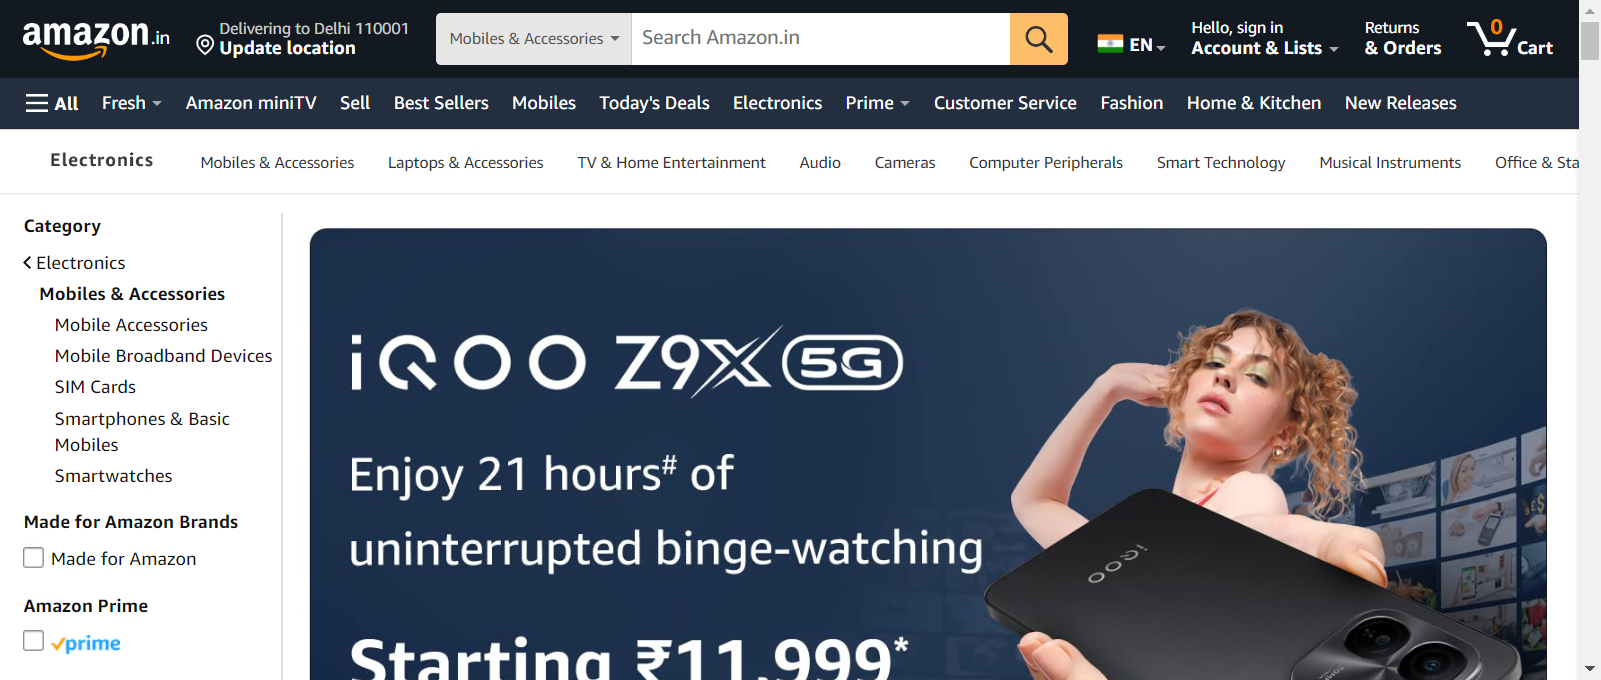 amazon.in
Delivering to Delhi 110001
Update location
Mobiles & Accessories
Search Amazon.in
EN
Hello, sign in
Account & Lists
Returns
& Orders
0
Cart
All Fresh Amazon miniTV Sell Best Sellers Mobiles Today's Deals Electronics Prime Customer Service Fashion Home & Kitchen New Releases
Electronics Mobiles & Accessories Laptops & Accessories TV & Home Entertainment Audio Cameras Computer Peripherals Smart Technology Musical Instruments Office & Sta
Category
Electronics
Mobiles & Accessories
Mobile Accessories
Mobile Broadband Devices
SIM Cards
Smartphones & Basic
Mobiles
Smartwatches
Made for Amazon Brands
Made for Amazon
Amazon Prime
prime
iQOO Z9X 5G
Enjoy 21 hours# of
uninterrupted binge-watching
Starting ₹11,999*
iQOO